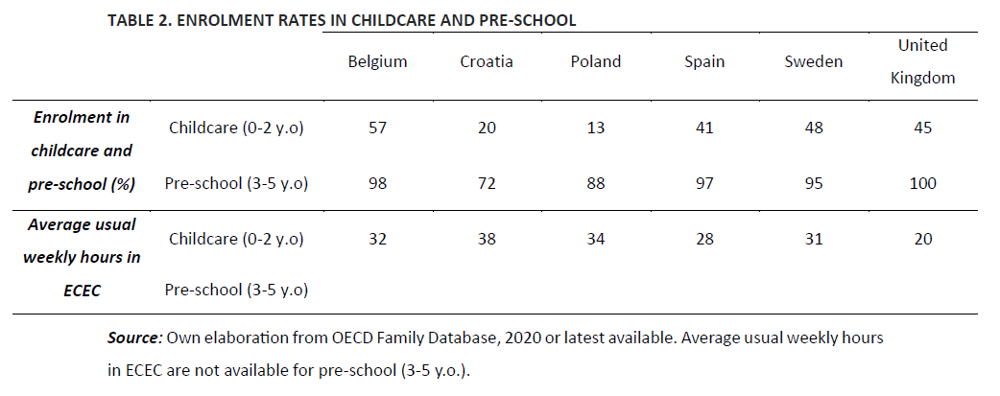 TABLE 2. ENROLMENT RATES IN CHILDCARE AND PRE-SCHOOL
Belgium Croatia Poland Spain Sweden United Kingdom
Enrolment in childcare and pre-school (%)
Childcare (0-2 y.o) 57 20 13 41 48 45
Pre-school (3-5 y.o) 98 72 88 97 95 100
Average usual weekly hours in ECEC
Childcare (0-2 y.o) 32 38 34 28 31 20
Pre-school (3-5 y.o)
Source: Own elaboration from OECD Family Database, 2020 or latest available. Average usual weekly hours
in ECEC are not available for pre-school (3-5 y.o.).